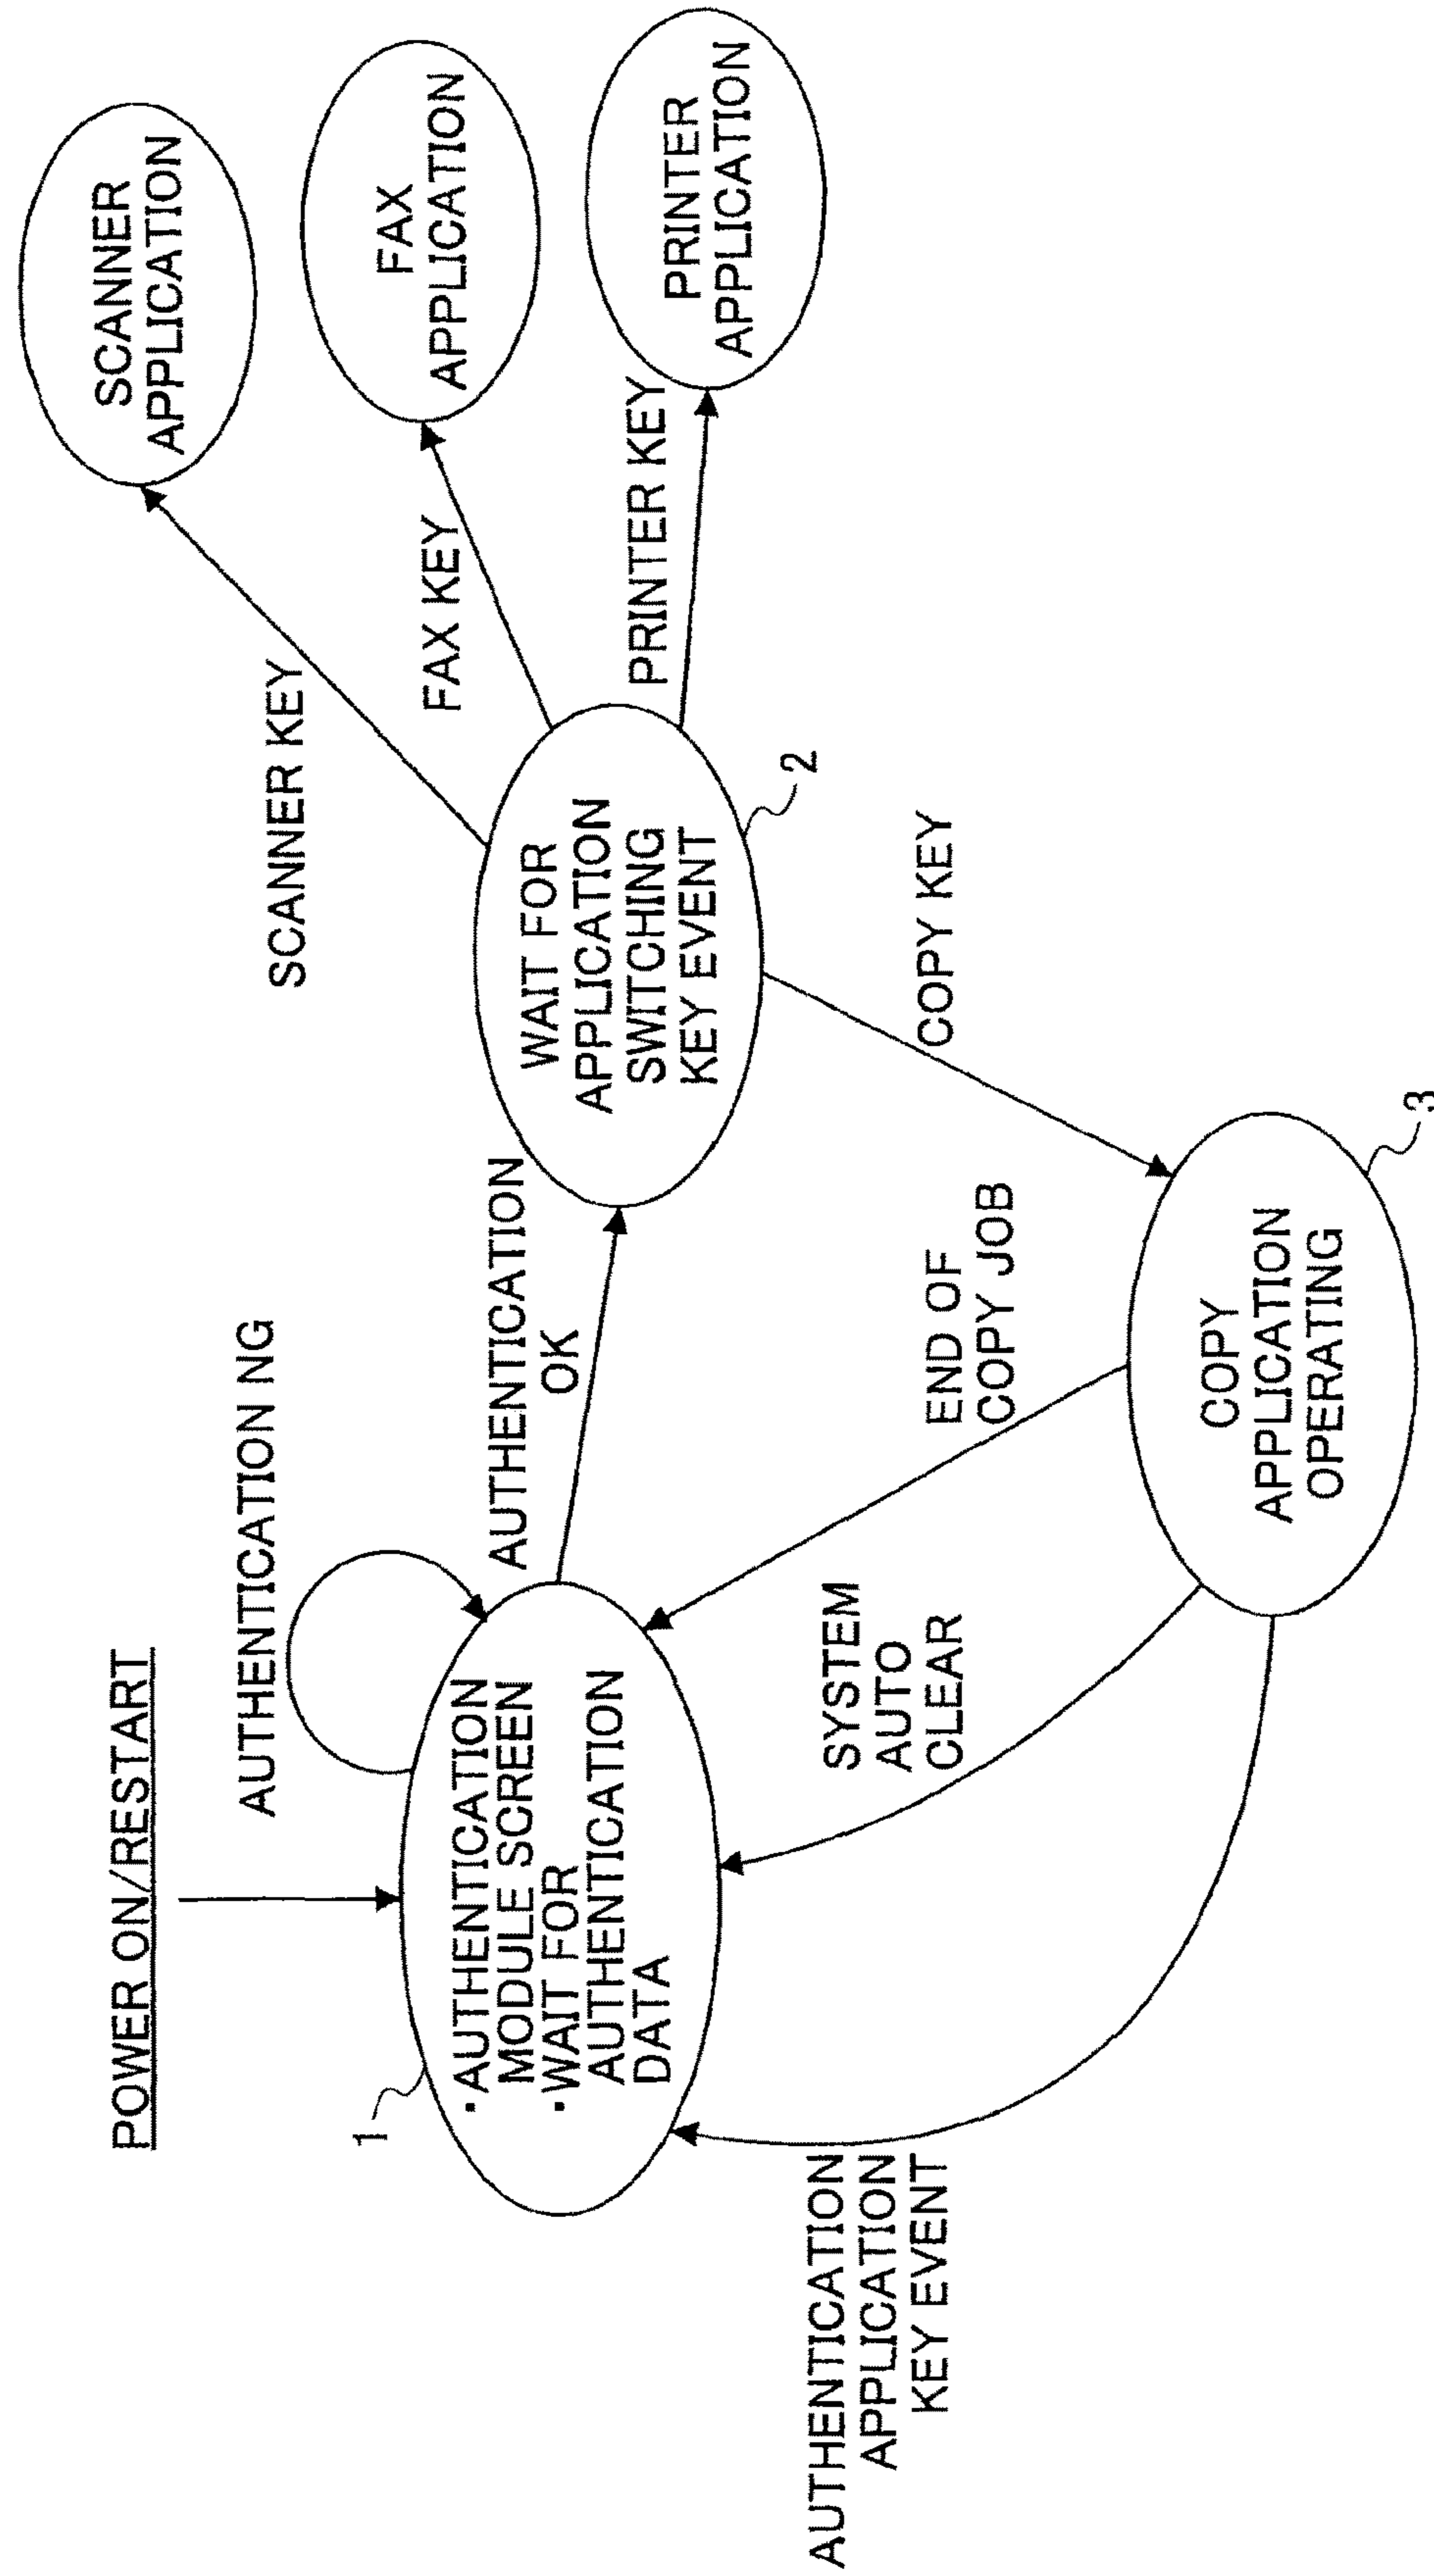 POWER ON/RESTART
AUTHENTICATION NG
1
・AUTHENTICATION
MODULE SCREEN
・WAIT FOR
AUTHENTICATION
DATA
AUTHENTICATION
OK
WAIT FOR
APPLICATION
SWITCHING
KEY EVENT
2
SCANNER KEY
SCANNER
APPLICATION
FAX KEY
FAX
APPLICATION
PRINTER KEY
PRINTER
APPLICATION
COPY KEY
END OF
COPY JOB
SYSTEM
AUTO
CLEAR
AUTHENTICATION
APPLICATION
KEY EVENT
COPY
APPLICATION
OPERATING
3